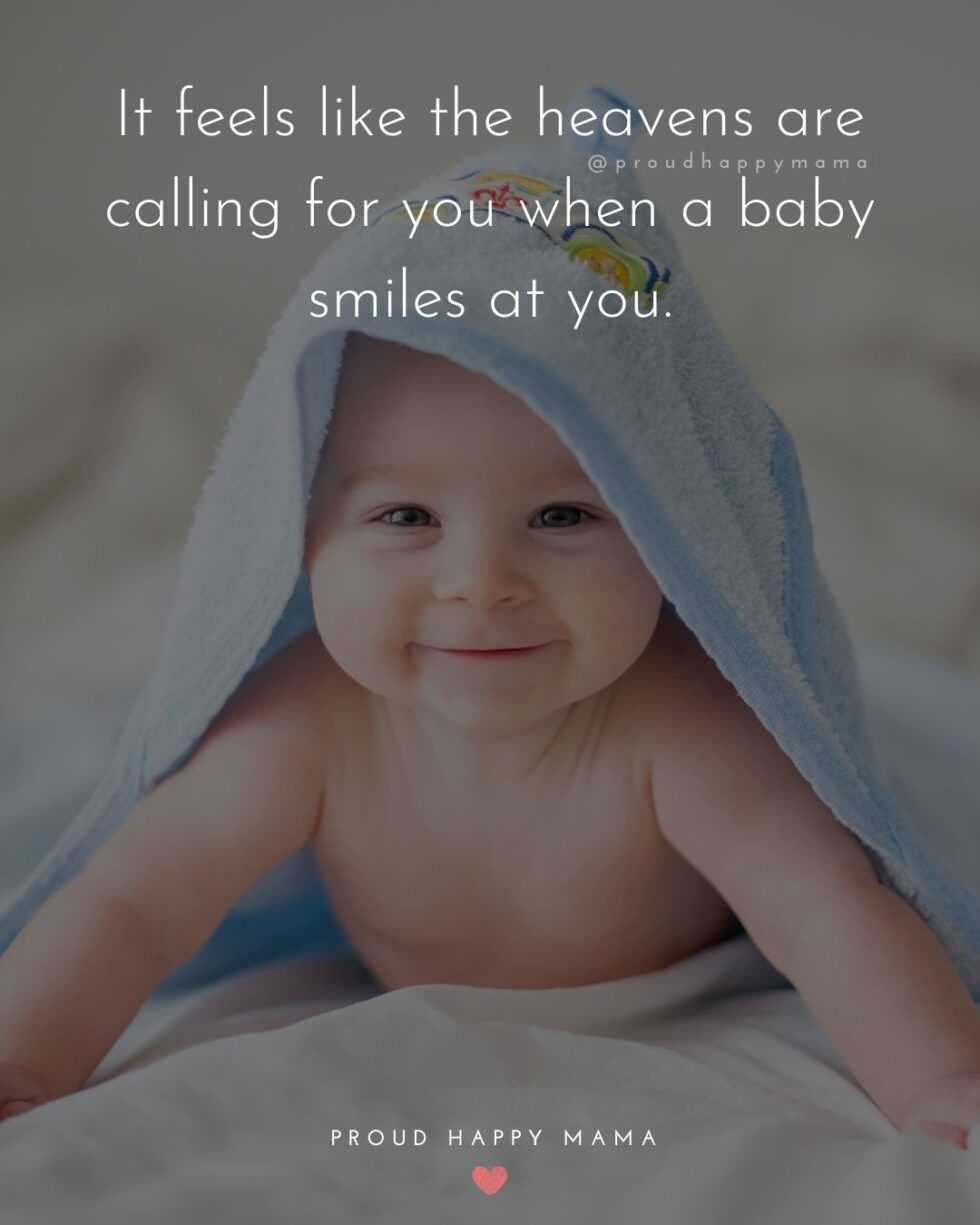 It feels like the heavens are
@proudhappymama
calling for you when a baby
smiles at you.
PROUD HAPPY MAMA